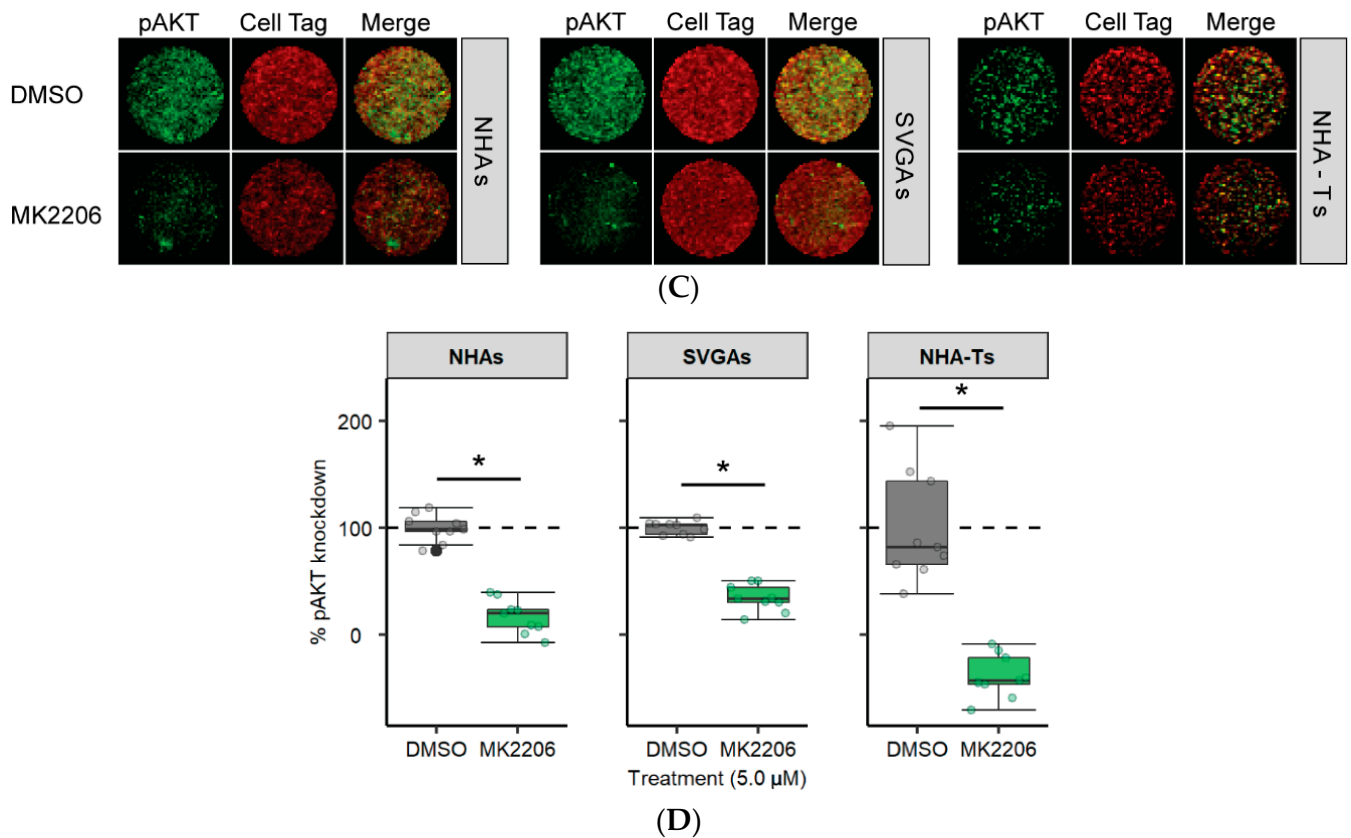 pAKT Cell Tag Merge pAKT Cell Tag Merge pAKT Cell Tag Merge
DMSO
NHAs
SVGAs
NHA-Ts
MK2206
(C)
NHAs SVGAs NHA-Ts
* * *
% pAKT knockdown
200
100
0
DMSO MK2206 DMSO MK2206 DMSO MK2206
Treatment (5.0 µM)
(D)